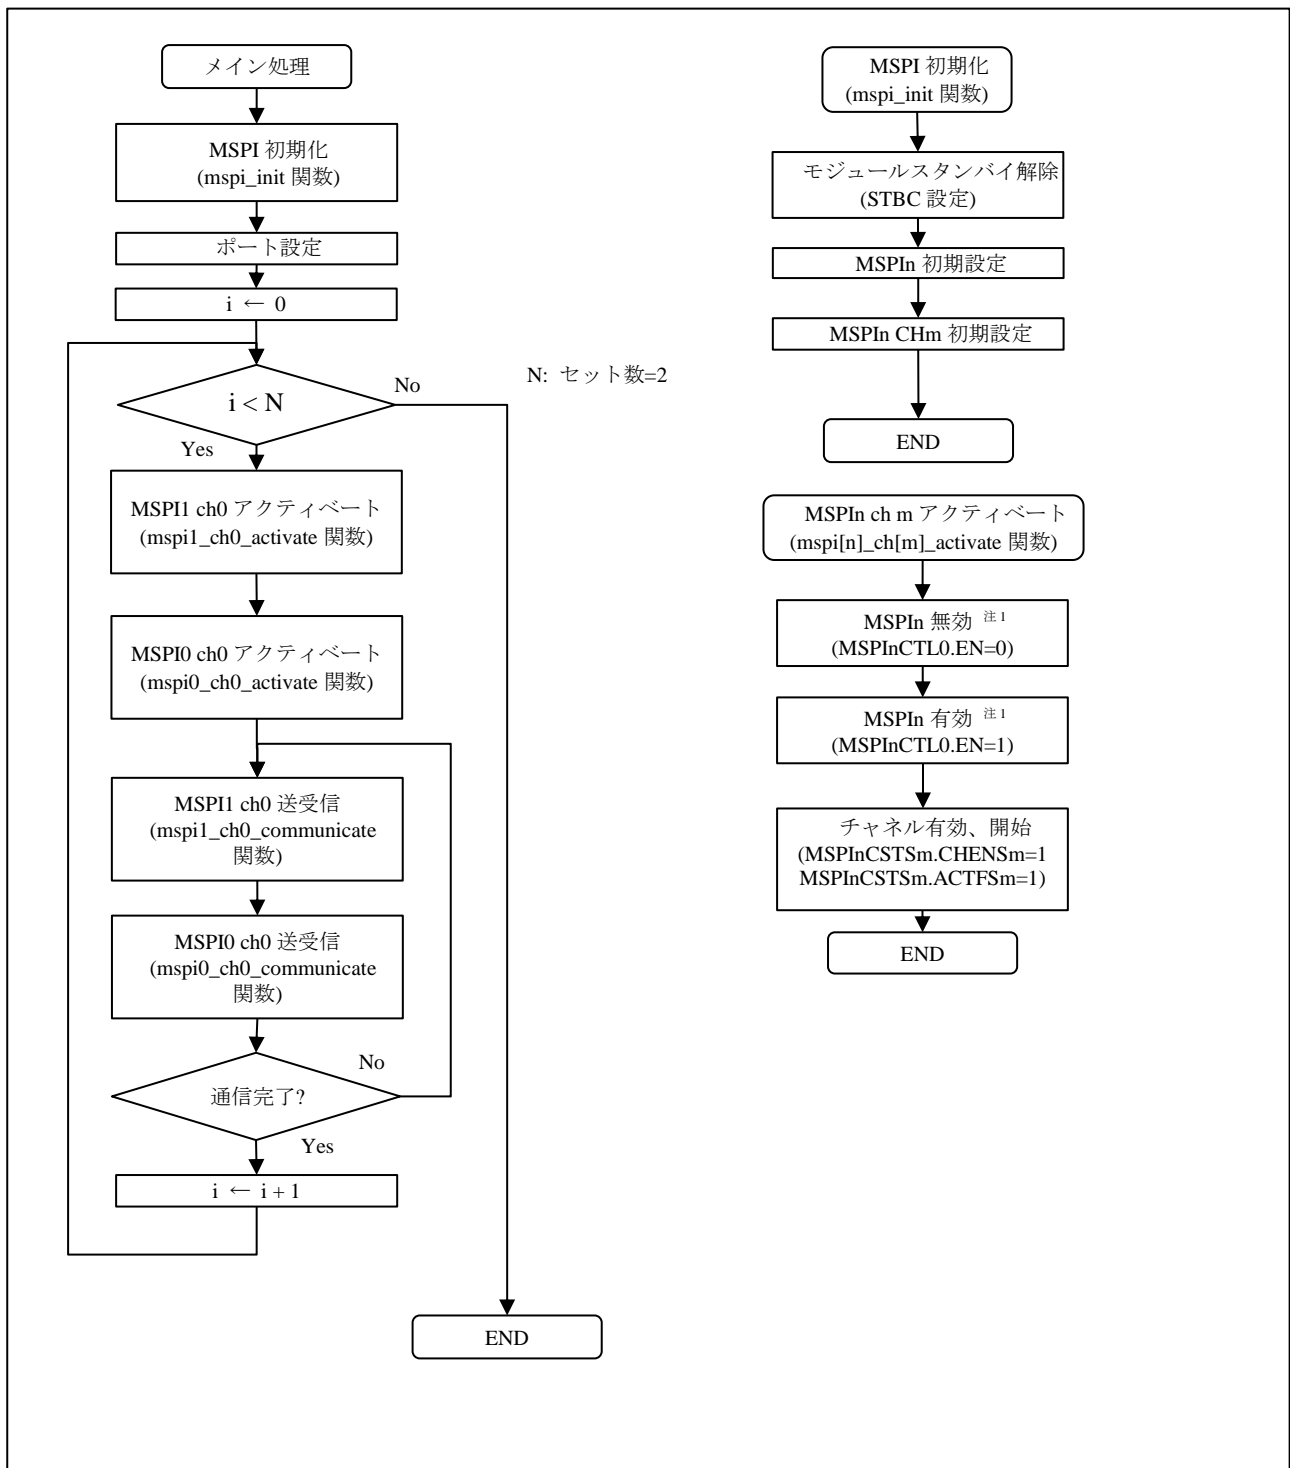 メイン処理
MSPI 初期化
(mspi_init 関数)
ポート設定
i ← 0
i < N
No
Yes
N: セット数=2
MSPI1 ch0 アクティベート
(mspi1_ch0_activate 関数)
MSPI0 ch0 アクティベート
(mspi0_ch0_activate 関数)
MSPI1 ch0 送受信
(mspi1_ch0_communicate
関数)
MSPI0 ch0 送受信
(mspi0_ch0_communicate
関数)
通信完了?
No
Yes
i ← i + 1
END
MSPI 初期化
(mspi_init 関数)
モジュールスタンバイ解除
(STBC 設定)
MSPIn 初期設定
MSPIn CHm 初期設定
END
MSPIn ch m アクティベート
(mspi[n]_ch[m]_activate 関数)
MSPIn 無効 注1
(MSPInCTL0.EN=0)
MSPIn 有効 注1
(MSPInCTL0.EN=1)
チャネル有効、開始
(MSPInCSTSm.CHENSm=1
MSPInCSTSm.ACTFSm=1)
END